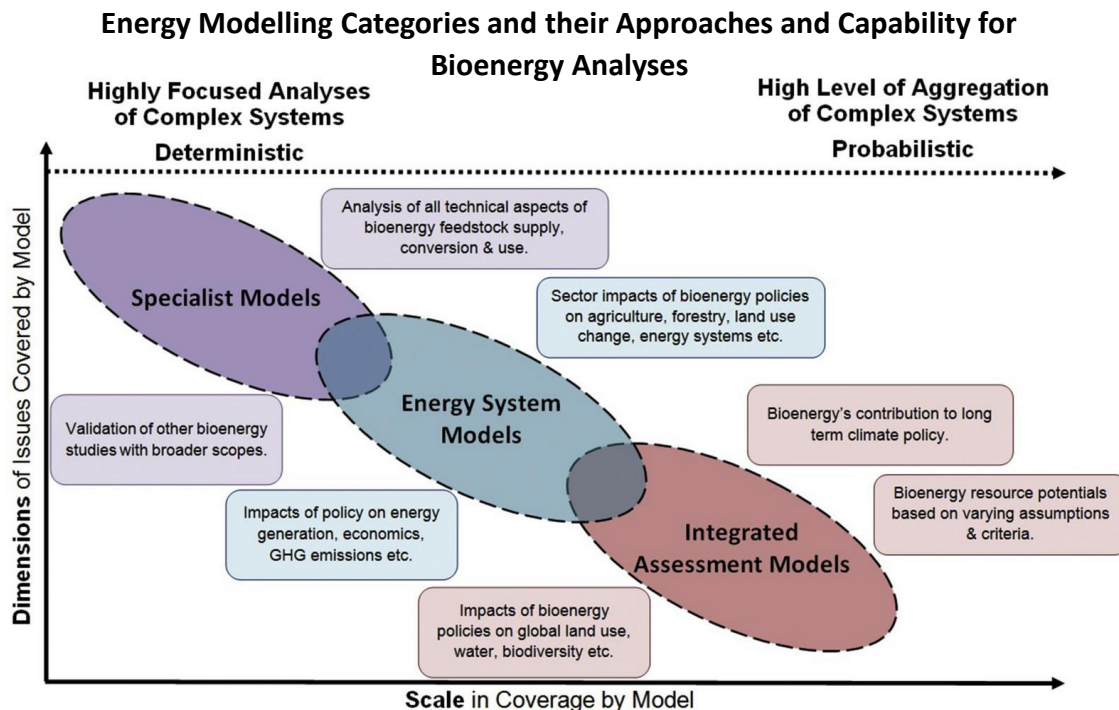 Energy Modelling Categories and their Approaches and Capability for
Bioenergy Analyses
Highly Focused Analyses
of Complex Systems
Deterministic
High Level of Aggregation
of Complex Systems
Probabilistic
Dimensions of Issues Covered by Model
Analysis of all technical aspects of
bioenergy feedstock supply,
conversion & use.
Specialist Models
Sector impacts of bioenergy policies
on agriculture, forestry, land use
change, energy systems etc.
Energy System
Models
Validation of other bioenergy
studies with broader scopes.
Bioenergy's contribution to long
term climate policy.
Impacts of policy on energy
generation, economics,
GHG emissions etc.
Bioenergy resource potentials
based on varying assumptions
& criteria.
Integrated
Assessment Models
Impacts of bioenergy
policies on global land use,
water, biodiversity etc.
Scale in Coverage by Model